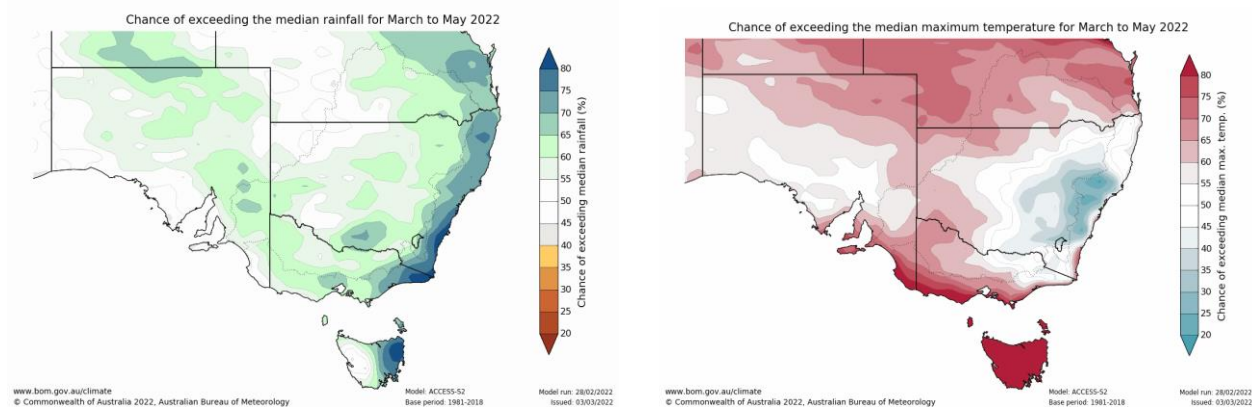 Chance of exceeding the median rainfall for March to May 2022
80
75
70
65
60
55
50
45
40
35
30
25
20
Chance of exceeding median rainfall (%)
www.bom.gov.au/climate
© Commonwealth of Australia 2022, Australian Bureau of Meteorology
Model: ACCESS-S2
Base period: 1981-2018
Model run: 28/02/2022
Issued: 03/03/2022
Chance of exceeding the median maximum temperature for March to May 2022
80
75
70
65
60
55
50
45
40
35
30
25
20
Chance of exceeding median max. temp. (%)
www.bom.gov.au/climate
© Commonwealth of Australia 2022, Australian Bureau of Meteorology
Model: ACCESS-S2
Base period: 1981-2018
Model run: 28/02/2022
Issued: 03/03/2022